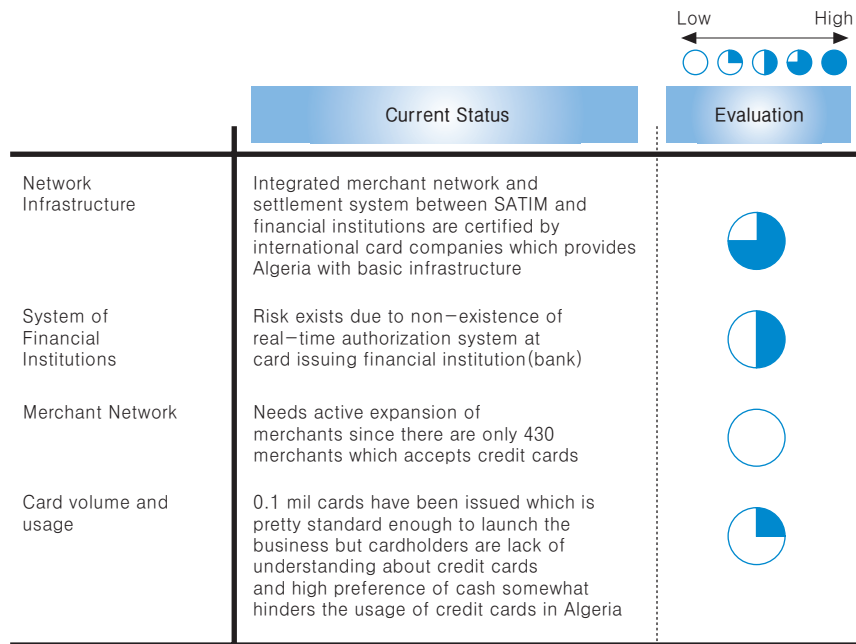 Low High
Current Status Evaluation
Network
Infrastructure
Integrated merchant network and
settlement system between SATIM and
financial institutions are certified by
international card companies which provides
Algeria with basic infrastructure
System of
Financial
Institutions
Risk exists due to non-existence of
real-time authorization system at
card issuing financial institution(bank)
Merchant Network
Needs active expansion of
merchants since there are only 430
merchants which accepts credit cards
Card volume and
usage
0.1 mil cards have been issued which is
pretty standard enough to launch the
business but cardholders are lack of
understanding about credit cards
and high preference of cash somewhat
hinders the usage of credit cards in Algeria